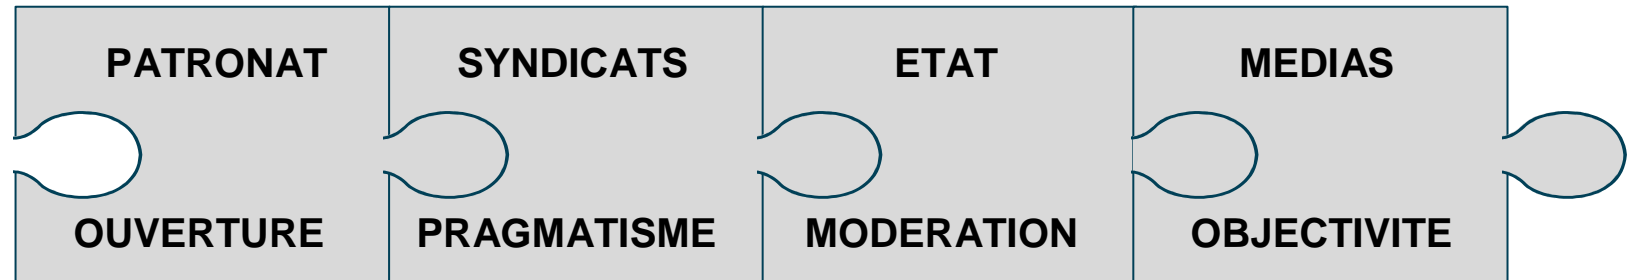 PATRONAT SYNDICATS ETAT MEDIAS
OUVERTURE PRAGMATISME MODERATION OBJECTIVITE